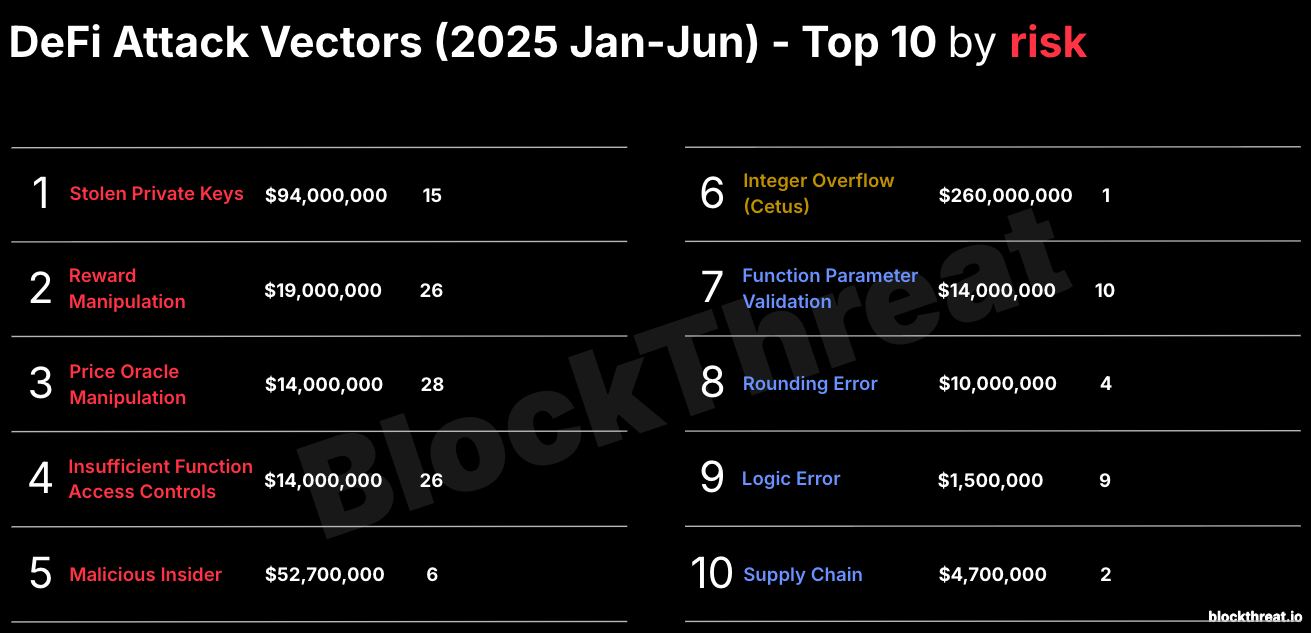 DeFi Attack Vectors (2025 Jan-Jun) - Top 10 by risk
1 Stolen Private Keys $94,000,000 15
2 Reward
Manipulation $19,000,000 26
3 Price Oracle
Manipulation $14,000,000 28
4 Insufficient Function
Access Controls $14,000,000 26
5 Malicious Insider $52,700,000 6
6 Integer Overflow
(Cetus) $260,000,000 1
7 Function Parameter
Validation $14,000,000 10
8 Rounding Error $10,000,000 4
9 Logic Error $1,500,000 9
10 Supply Chain $4,700,000 2
BlockThreat
blockthreat.io